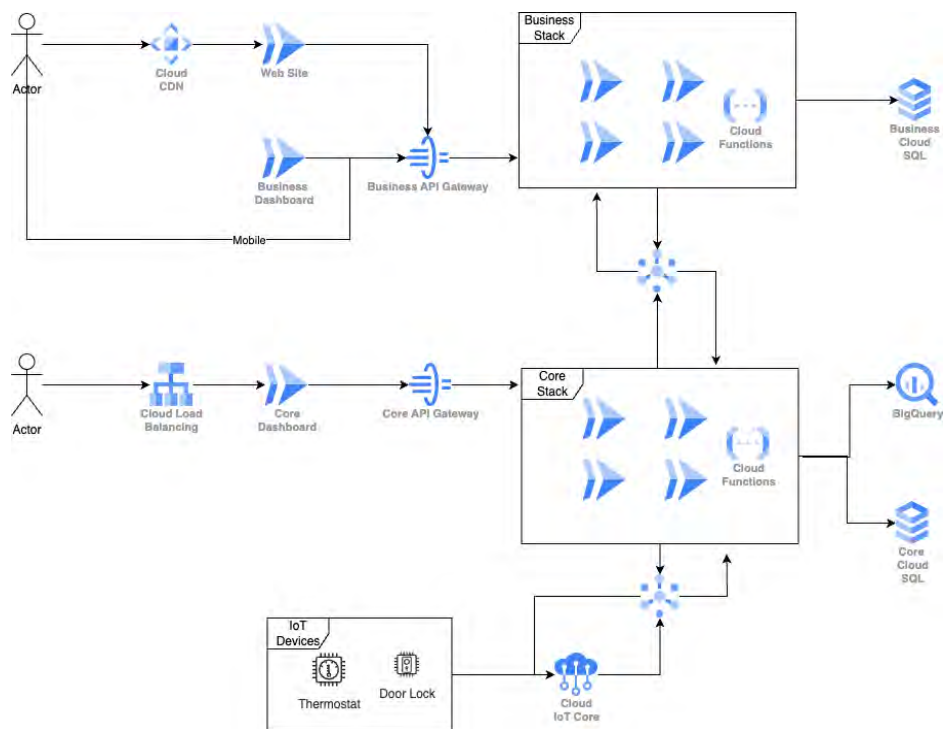 Business
Stack
Actor
Cloud
CDN
Web Site
Cloud
Functions
Business
Cloud
SQL
Business
Dashboard
Business API Gateway
Mobile
Core
Stack
Actor
Cloud Load
Balancing
Core
Dashboard
Core API Gateway
Cloud
Functions
BigQuery
Core
Cloud
SQL
IoT
Devices
Thermostat
Door Lock
Cloud
IoT Core